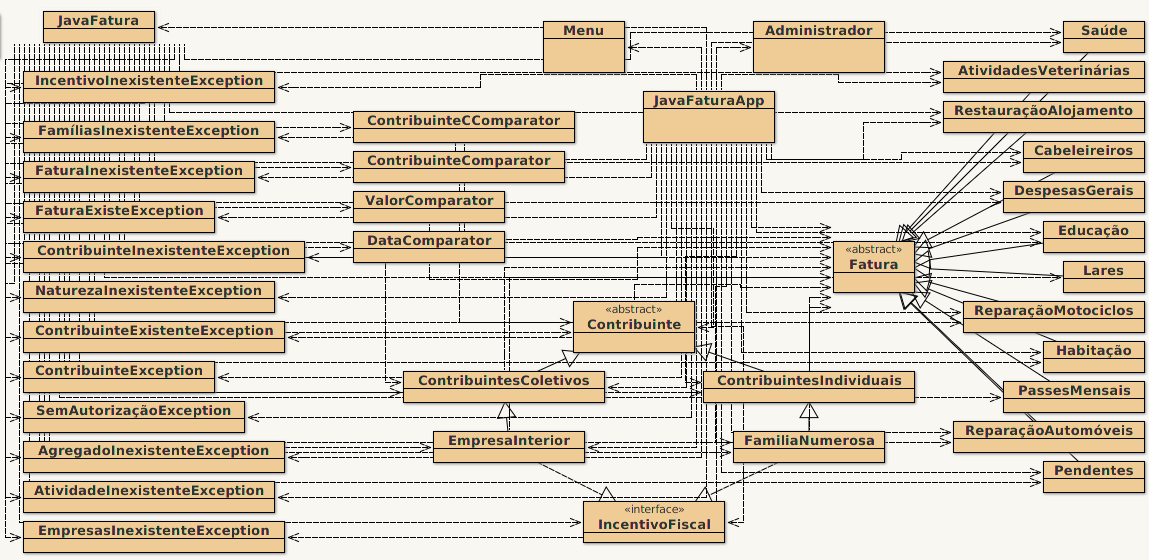 JavaFatura
Menu
Administrador
Saúde
IncentivoInexistenteException
AtividadesVeterinárias
JavaFaturaApp
RestauraçãoAlojamento
FamíliasInexistenteException
ContribuinteCComparator
Cabeleireiros
FaturaInexistenteException
ContribuinteComparator
DespesasGerais
FaturaExisteException
ValorComparator
Educação
ContribuinteInexistenteException
DataComparator
«abstract»
Fatura
Lares
NaturezaInexistenteException
«abstract»
Contribuinte
ReparaçãoMotociclos
ContribuinteExistenteException
Habitação
ContribuinteException
ContribuintesColetivos
ContribuintesIndividuais
PassesMensais
SemAutorizaçãoException
ReparaçãoAutomóveis
AgregadoInexistenteException
EmpresaInterior
FamiliaNumerosa
Pendentes
AtividadeInexistenteException
«interface»
IncentivoFiscal
EmpresasInexistenteException